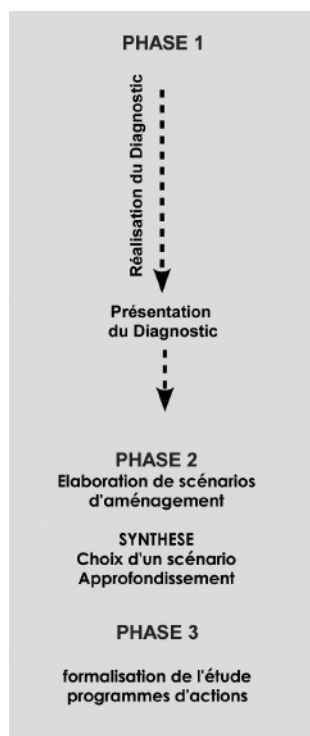 PHASE 1
Réalisation du Diagnostic
Présentation
du Diagnostic
PHASE 2
Elaboration de scénarios
d'aménagement
SYNTHESE
Choix d'un scénario
Approfondissement
PHASE 3
formalisation de l'étude
programmes d'actions